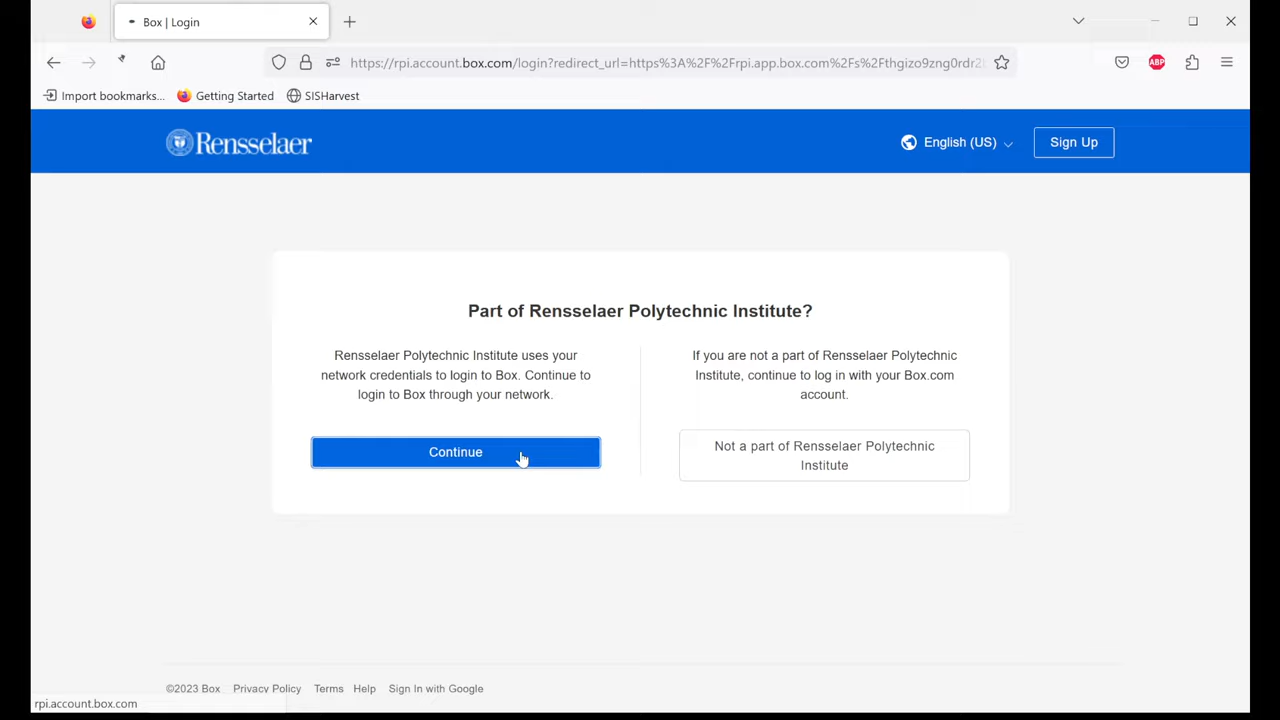 Box | Login
https://rpi.account.box.com/login?redirect_url=https%3A%2F%2Frpi.app.box.com%2Fs%2Fthgizo9zng0rdr2
ABP
Import bookmarks...
Getting Started
SISHarvest
Rensselaer
English (US)
Sign Up
Part of Rensselaer Polytechnic Institute?
Rensselaer Polytechnic Institute uses your
network credentials to login to Box. Continue to
login to Box through your network.
Continue
If you are not a part of Rensselaer Polytechnic
Institute, continue to log in with your Box.com
account.
Not a part of Rensselaer Polytechnic
Institute
©2023 Box
Privacy Policy
Terms
Help
Sign In with Google
rpi.account.box.com